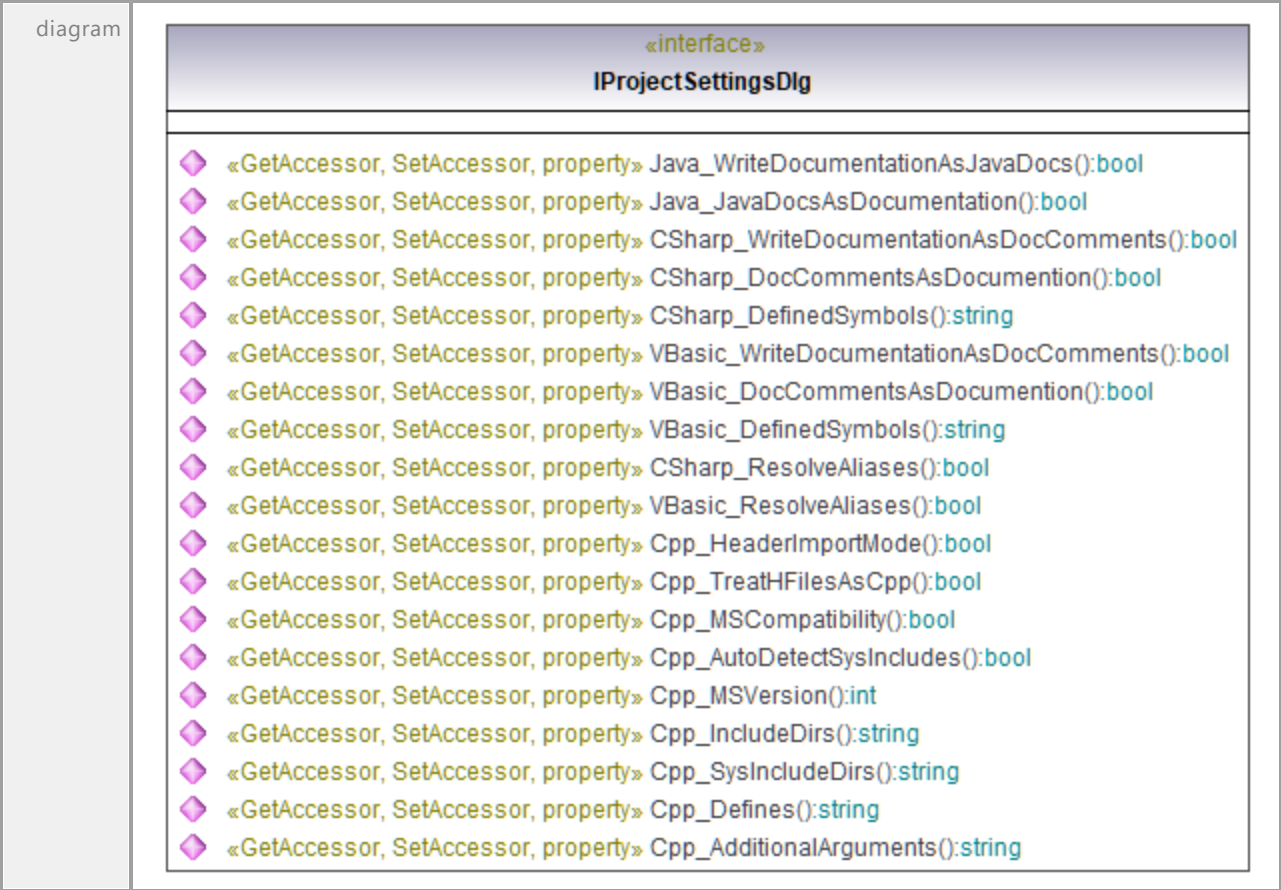 diagram
«interface»
IProjectSettingsDlg
«GetAccessor, SetAccessor, property» Java_WriteDocumentationAsJavaDocs():bool
«GetAccessor, SetAccessor, property» Java_JavaDocsAsDocumentation():bool
«GetAccessor, SetAccessor, property» CSharp_WriteDocumentationAsDocComments():bool
«GetAccessor, SetAccessor, property» CSharp_DocCommentsAsDocumention():bool
«GetAccessor, SetAccessor, property» CSharp_DefinedSymbols():string
«GetAccessor, SetAccessor, property» VBasic_WriteDocumentationAsDocComments():bool
«GetAccessor, SetAccessor, property» VBasic_DocCommentsAsDocumention():bool
«GetAccessor, SetAccessor, property» VBasic_DefinedSymbols():string
«GetAccessor, SetAccessor, property» CSharp_ResolveAliases():bool
«GetAccessor, SetAccessor, property» VBasic_ResolveAliases():bool
«GetAccessor, SetAccessor, property» Cpp_HeaderImportMode():bool
«GetAccessor, SetAccessor, property» Cpp_TreatHFilesAsCpp():bool
«GetAccessor, SetAccessor, property» Cpp_MSCompatibility():bool
«GetAccessor, SetAccessor, property» Cpp_AutoDetectSysIncludes():bool
«GetAccessor, SetAccessor, property» Cpp_MSVersion():int
«GetAccessor, SetAccessor, property» Cpp_IncludeDirs():string
«GetAccessor, SetAccessor, property» Cpp_SysIncludeDirs():string
«GetAccessor, SetAccessor, property» Cpp_Defines():string
«GetAccessor, SetAccessor, property» Cpp_AdditionalArguments():string